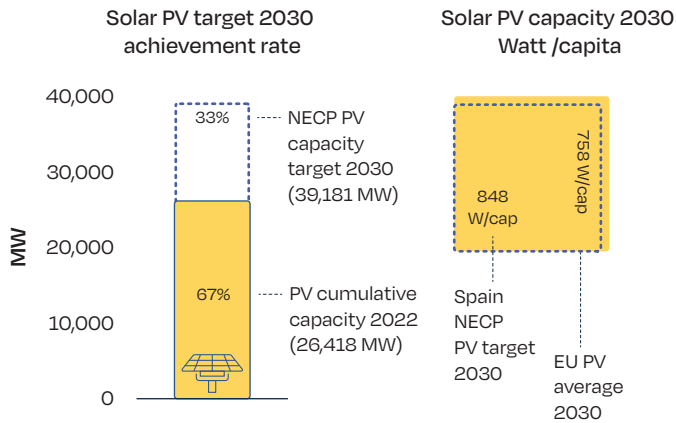 Solar PV target 2030
achievement rate
40,000
30,000
20,000
10,000
0
MW
33%
67%
NECP PV
capacity
target 2030
(39,181 MW)
PV cumulative
capacity 2022
(26,418 MW)
Solar PV capacity 2030
Watt /capita
848
W/cap
758 W/cap
Spain
NECP
PV target
2030
EU PV
average
2030